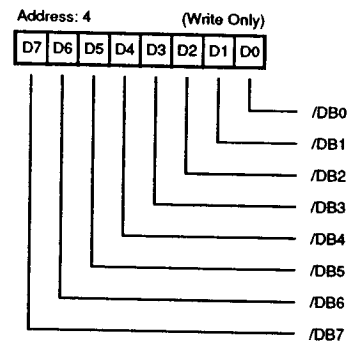 Address: 4 (Write Only)
D7 D6 D5 D4 D3 D2 D1 D0
/DB0
/DB1
/DB2
/DB3
/DB4
/DB5
/DB6
/DB7